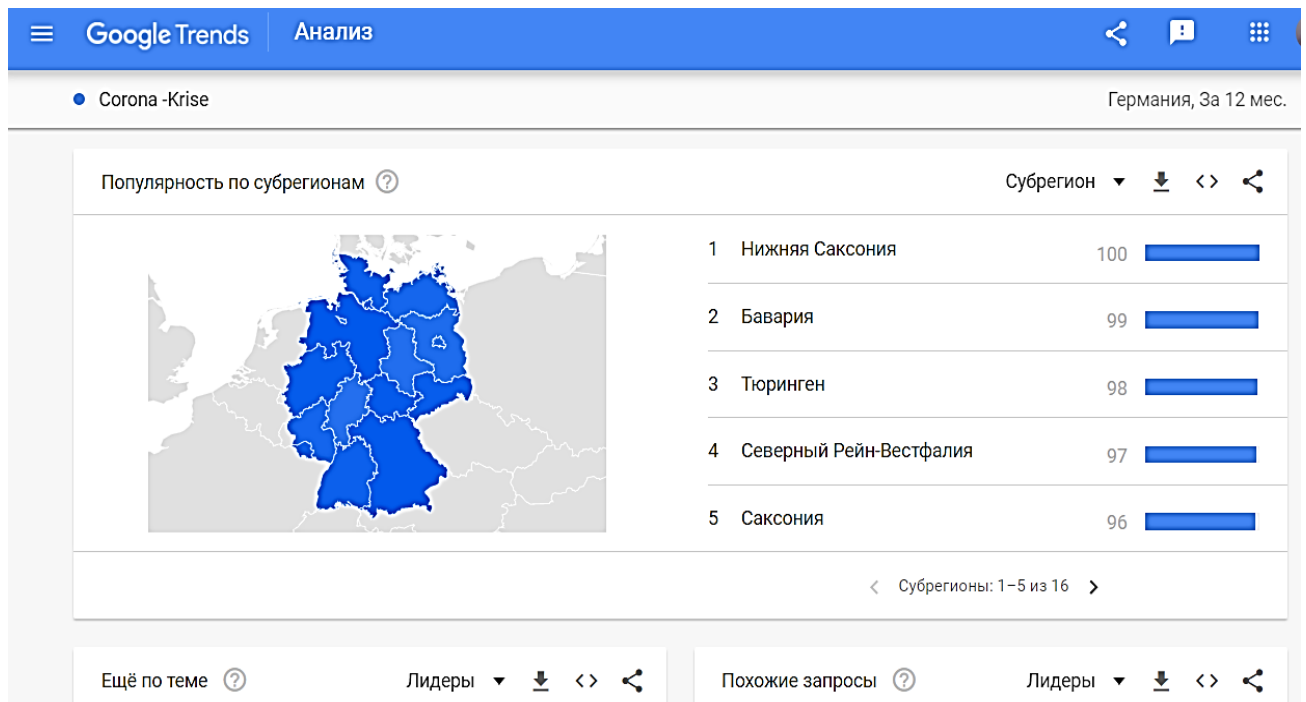 Google Trends Анализ
Corona -Krise Германия, За 12 мес.
Популярность по субрегионам ? Субрегион
1 Нижняя Саксония 100
2 Бавария 99
3 Тюринген 98
4 Северный Рейн-Вестфалия 97
5 Саксония 96
Субрегионы: 1–5 из 16
Ещё по теме ? Лидеры
Похожие запросы ? Лидеры